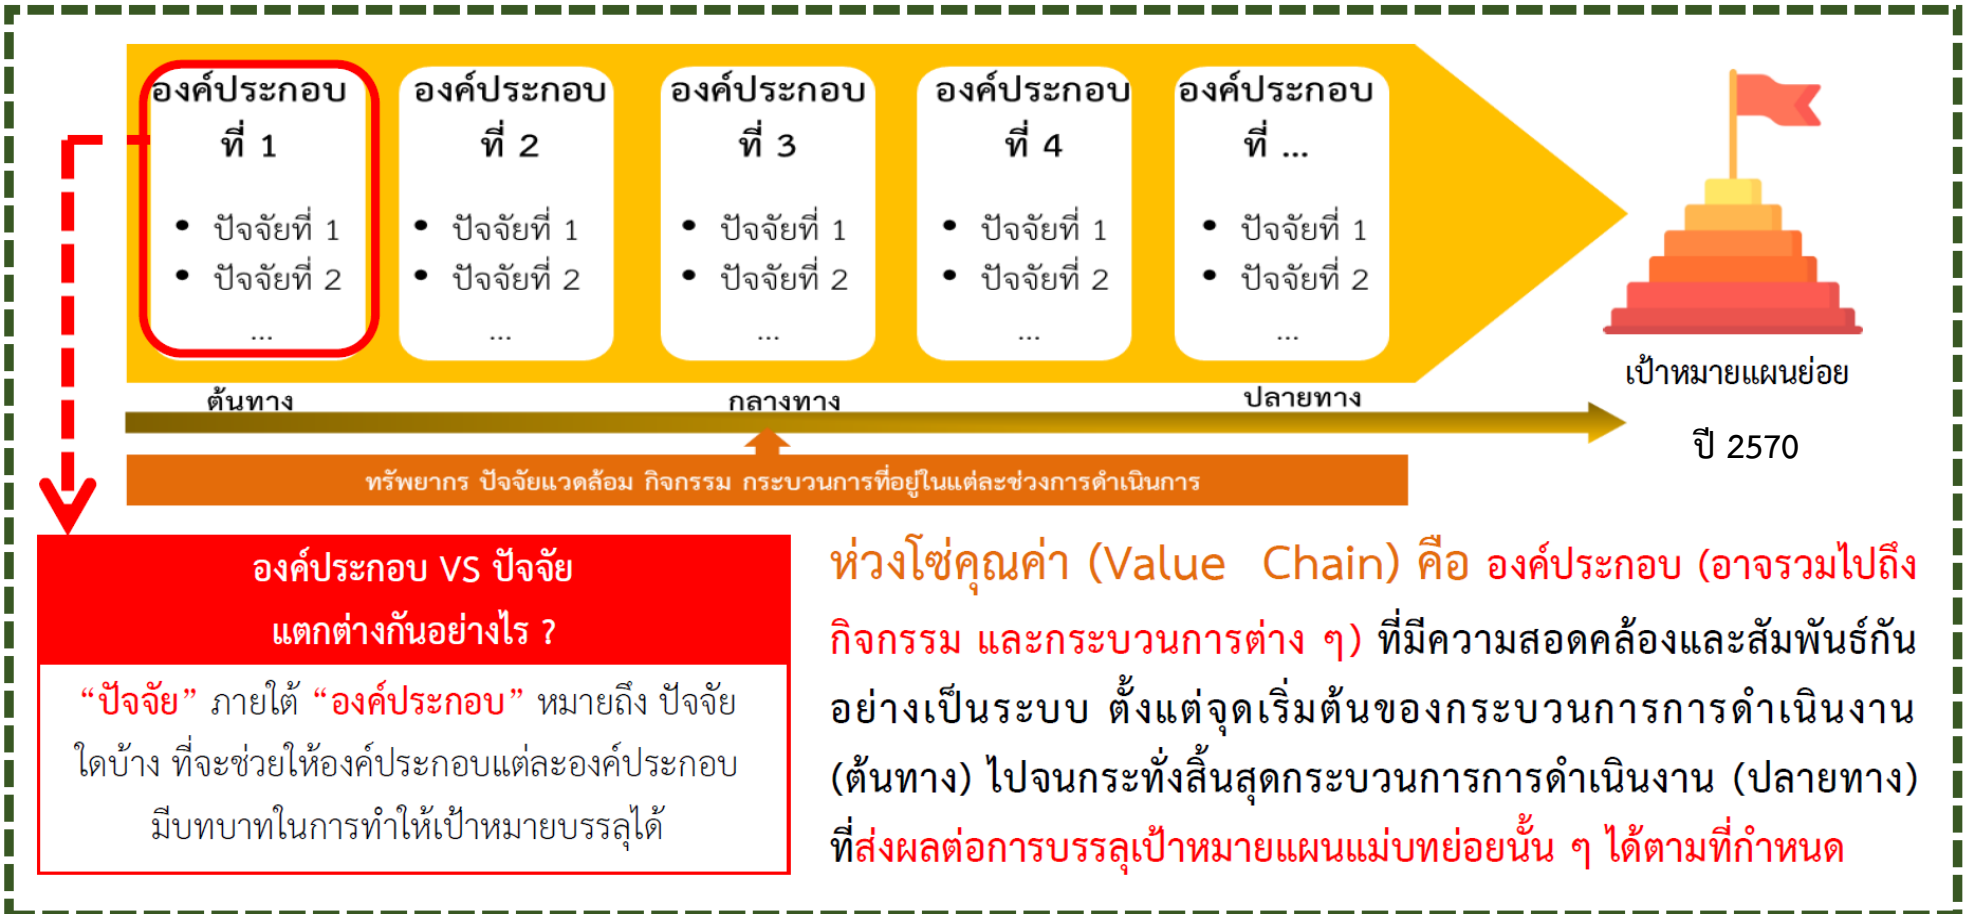 องค์ประกอบ
ที่ 1
• ปัจจัยที่ 1
• ปัจจัยที่ 2
...
องค์ประกอบ
ที่ 2
• ปัจจัยที่ 1
• ปัจจัยที่ 2
...
องค์ประกอบ
ที่ 3
• ปัจจัยที่ 1
• ปัจจัยที่ 2
...
องค์ประกอบ
ที่ 4
• ปัจจัยที่ 1
• ปัจจัยที่ 2
...
องค์ประกอบ
ที่ ...
• ปัจจัยที่ 1
• ปัจจัยที่ 2
...
ต้นทาง
กลางทาง
ปลายทาง
เป้าหมายแผนย่อย
ปี 2570
ทรัพยากร ปัจจัยแวดล้อม กิจกรรม กระบวนการที่อยู่ในแต่ละช่วงการดำเนินการ
องค์ประกอบ VS ปัจจัย
แตกต่างกันอย่างไร ?
“ปัจจัย” ภายใต้ “องค์ประกอบ” หมายถึง ปัจจัย
ใดบ้าง ที่จะช่วยให้องค์ประกอบแต่ละองค์ประกอบ
มีบทบาทในการทำให้เป้าหมายบรรลุได้
ห่วงโซ่คุณค่า (Value Chain) คือ องค์ประกอบ (อาจรวมไปถึง
กิจกรรม และกระบวนการต่าง ๆ) ที่มีความสอดคล้องและสัมพันธ์กัน
อย่างเป็นระบบ ตั้งแต่จุดเริ่มต้นของกระบวนการการดำเนินงาน
(ต้นทาง) ไปจนกระทั่งสิ้นสุดกระบวนการการดำเนินงาน (ปลายทาง)
ที่ส่งผลต่อการบรรลุเป้าหมายแผนแม่บทย่อยนั้น ๆ ได้ตามที่กำหนด